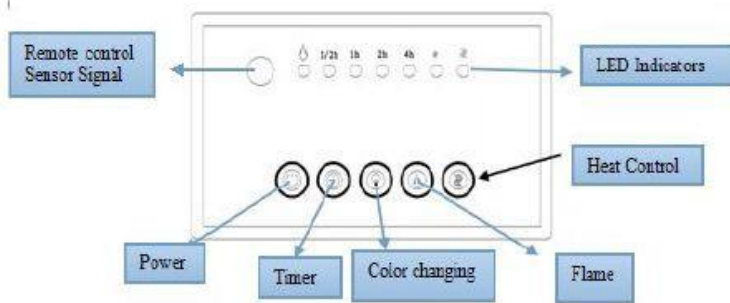 Remote control
Sensor Signal
1/2h 1h 2h 4h
LED Indicators
Heat Control
Power
Timer
Color changing
Flame